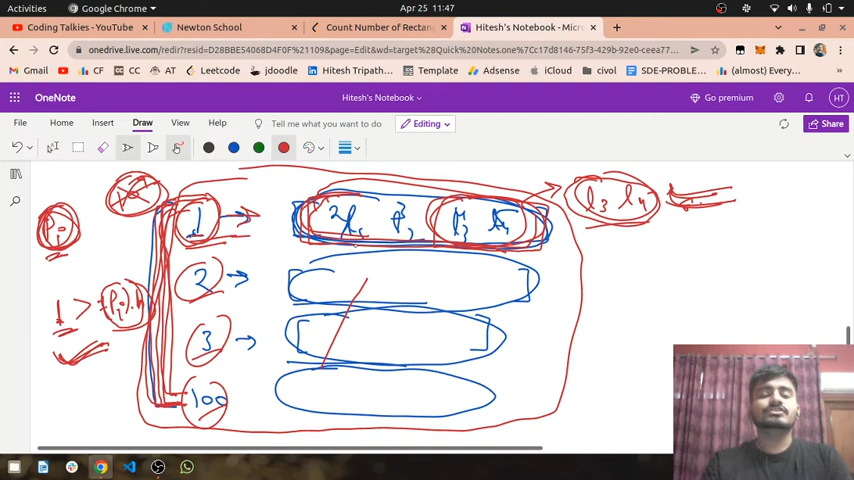 Apr 25 11:47
Google Chrome
Coding Talkies - YouTube
Newton School
Count Number of Rectan
Hitesh's Notebook - Micro
onedrive.live.com/redir?resid=D28BBE54068D4F0F%21109&page=Edit&wd=target%28Quick%20Notes.one%7Cc17d8146-75f3-429b-92e1-ceea77...
Gmail
CF
CC
At
Leetcode
jdoodle
Hitesh Tripath...
Template
Adsense
iCloud
civol
SDE-PROBLE...
(almost) Every...
OneNote
Hitesh's Notebook
Go premium
HT
File
Home
Insert
Draw
View
Help
Tell me what you want to do
Editing
Share
1
l3 l4
2
1 >
3
100